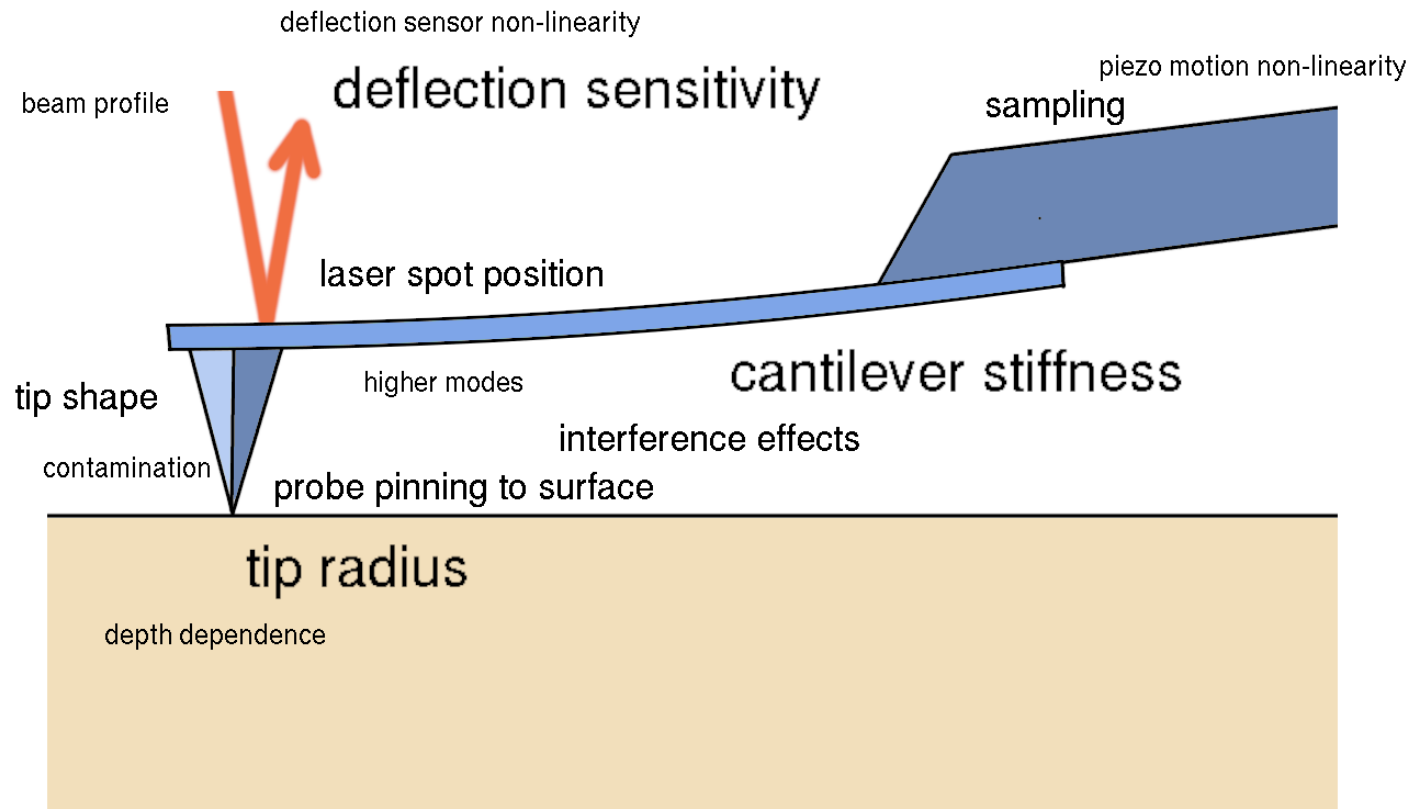 deflection sensor non-linearity
deflection sensitivity
piezo motion non-linearity
beam profile
sampling
laser spot position
higher modes
cantilever stiffness
tip shape
interference effects
contamination
probe pinning to surface
tip radius
depth dependence